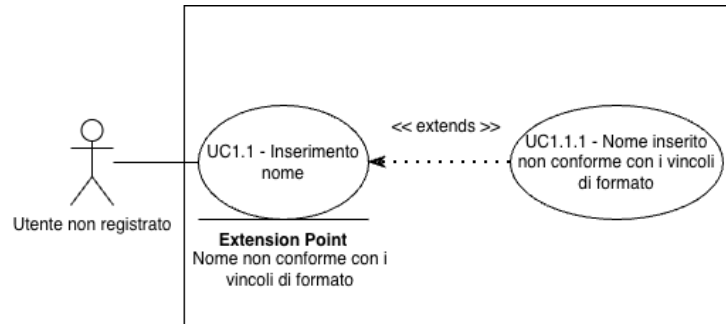 << extends >>
UC1.1 - Inserimento
nome
UC1.1.1 - Nome inserito
non conforme con i vincoli
di formato
Utente non registrato
Extension Point
Nome non conforme con i
vincoli di formato